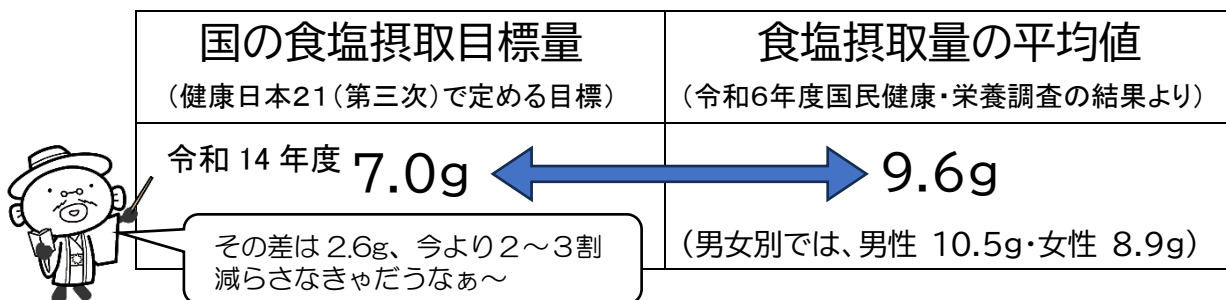 国の食塩摂取目標量
(健康日本21(第三次)で定める目標)
食塩摂取量の平均値
(令和6年度国民健康・栄養調査の結果より)
令和 14 年度 7.0g
9.6g
(男女別では、男性 10.5g・女性 8.9g)
その差は 2.6g、今より2~3割
減らさなきゃだうなぁ~